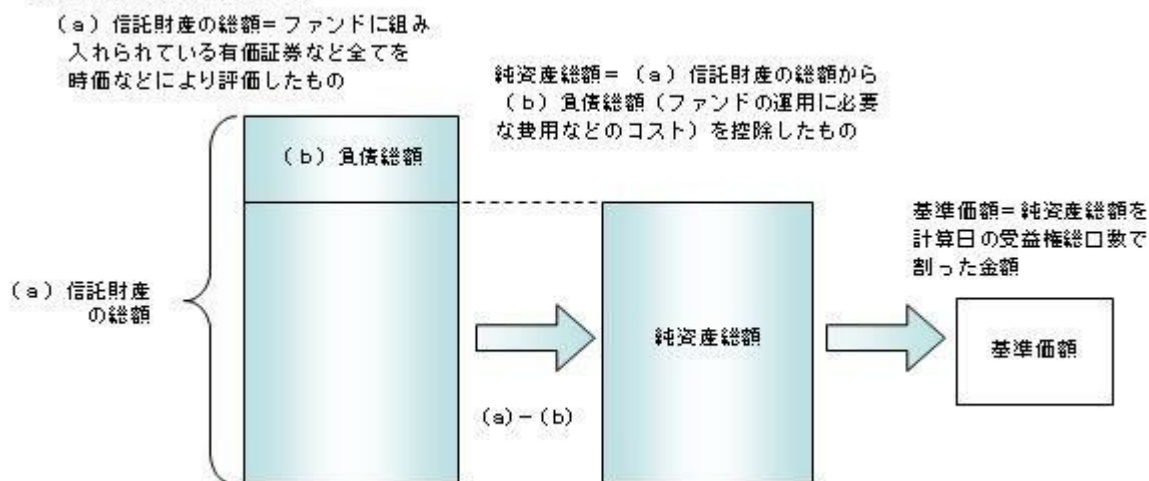 (a)信託財産の総額=ファンドに組み
入れられている有価証券など全てを
時価などにより評価したもの
純資産総額=(a)信託財産の総額から
(b)負債総額(ファンドの運用に必要
な費用などのコスト)を控除したもの
(b)負債総額
基準価額=純資産総額を
計算日の受益権総口数で
割った金額
(a)信託財産
の総額
純資産総額
基準価額
(a)-(b)